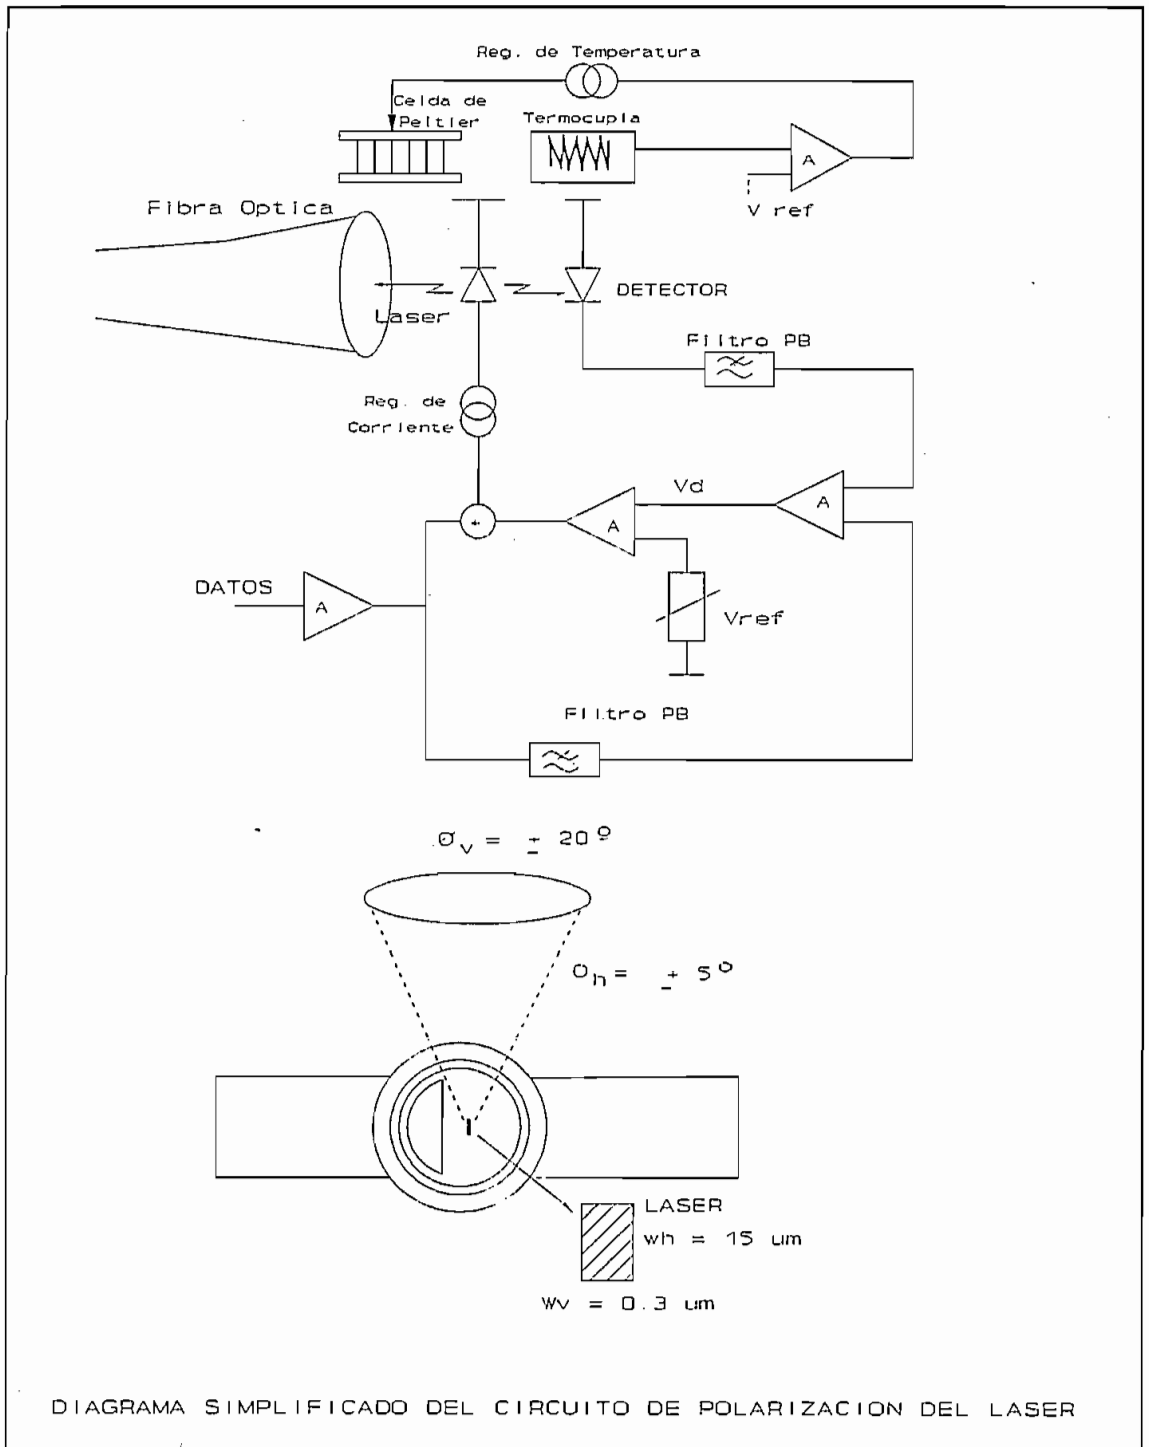 Reg. de Temperatura
Celda de
Peltier
Termocupla
A
V ref
Fibra Optica
DETECTOR
Laser
Filtro PB
Reg. de
Corriente
Vd
A
A
+
DATOS
A
Vref
Filtro PB
Θv = ± 20º
Θh = ± 5º
LASER
wh = 15 um
Wv = 0.3 um
DIAGRAMA SIMPLIFICADO DEL CIRCUITO DE POLARIZACION DEL LASER